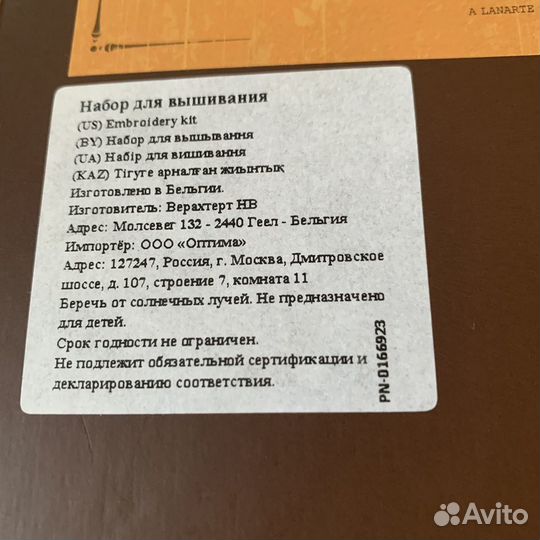 A LANARTE
Набор для вышивания
(US) Embroidery kit
(BY) Набор для вышывання
(UA) Набір для вишивання
(KAZ) Тігуге арналған жиынтық
Изготовлено в Бельгии.
Изготовитель: Верахтерт НВ
Адрес: Молсевег 132 - 2440 Геел - Бельгия
Импортёр: ООО «Оптима»
Адрес: 127247, Россия, г. Москва, Дмитровское
шоссе, д. 107, строение 7, комната 11
Беречь от солнечных лучей. Не предназначено
для детей.
Срок годности не ограничен.
Не подлежит обязательной сертификации и
декларированию соответствия.
PN-0166923
Avito